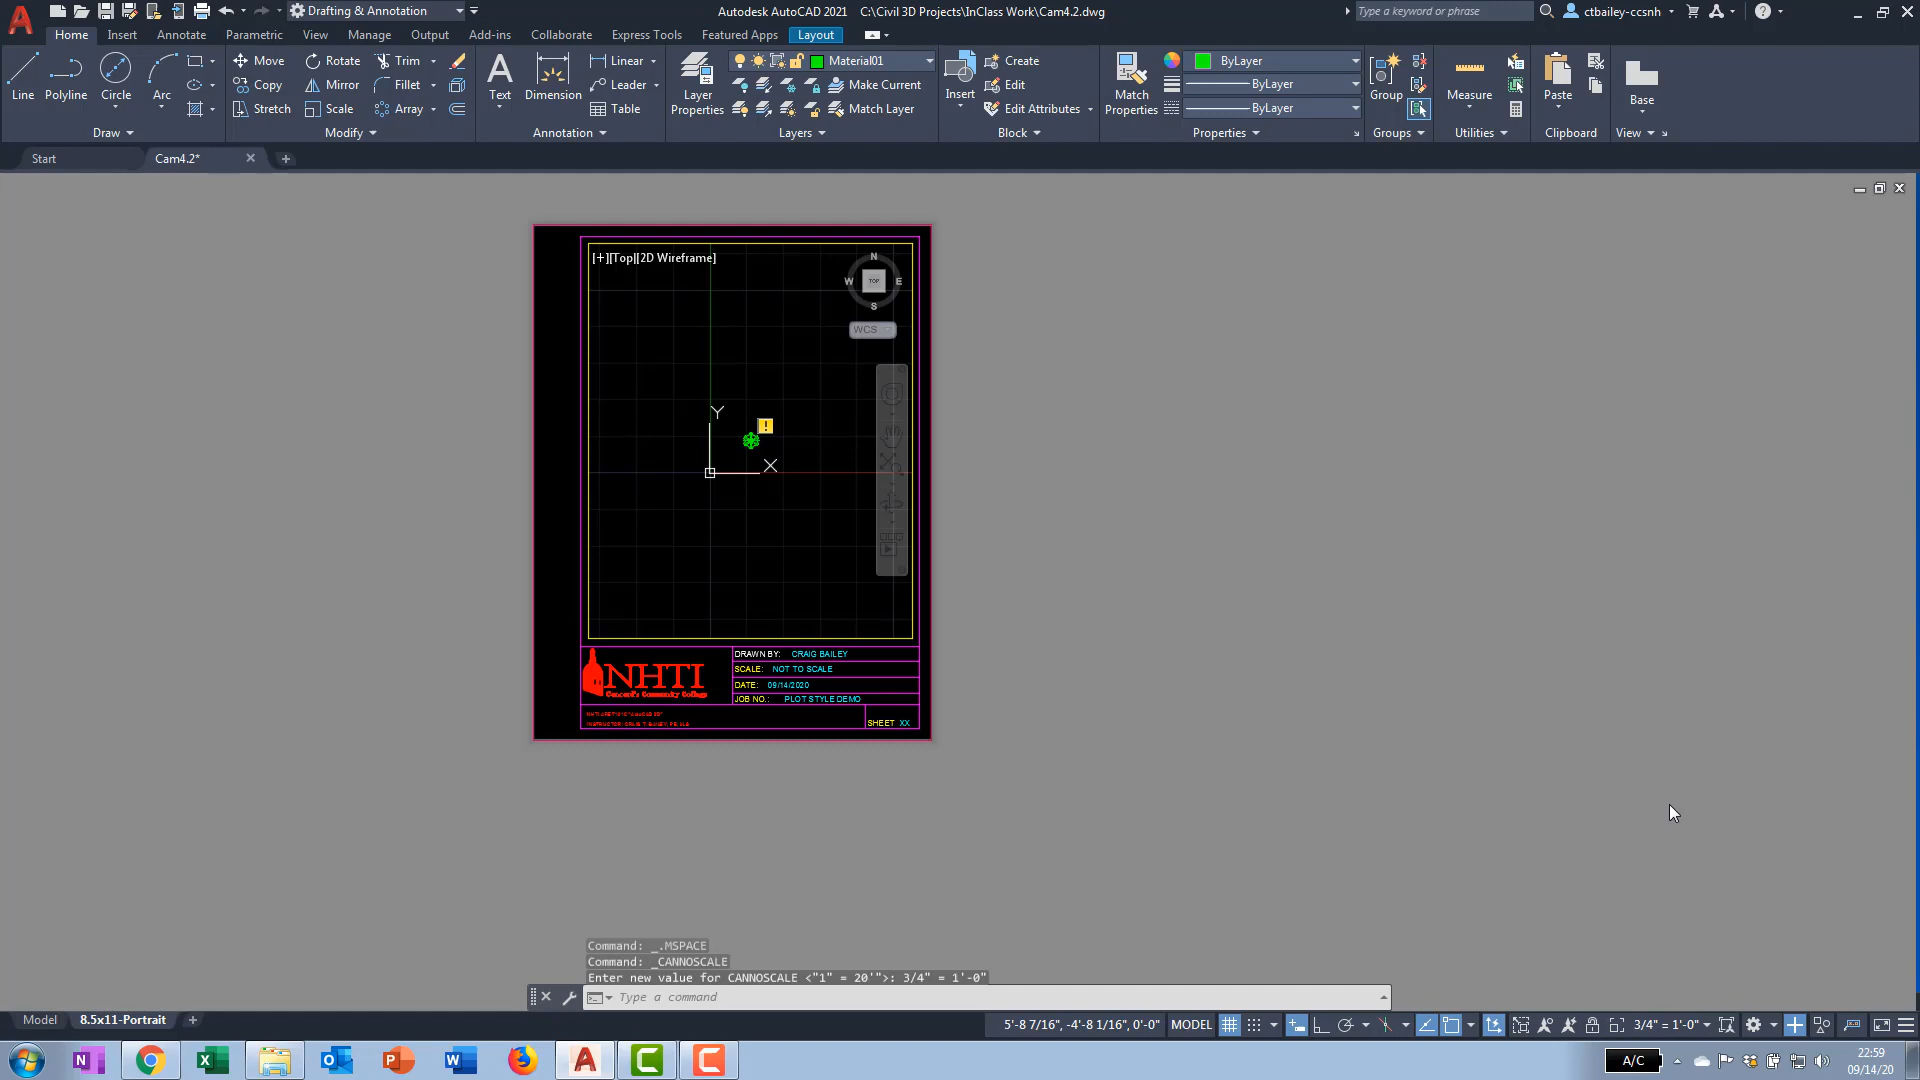 Drafting & Annotation
Autodesk AutoCAD 2021 C:\Civil 3D Projects\InClass Work\Cam4.2.dwg
Type a keyword or phrase
ctbailey-ccsnh
Home Insert Annotate Parametric View Manage Output Add-ins Collaborate Express Tools Featured Apps Layout
Line Polyline Circle Arc
Move Rotate Trim
Copy Mirror Fillet
Stretch Scale Array
Text Dimension
Linear
Leader
Table
Layer Properties
Material01
Make Current
Match Layer
Insert
Create
Edit
Edit Attributes
Match Properties
ByLayer
ByLayer
ByLayer
Group
Measure
Paste
Base
Draw Modify Annotation Layers Block Properties Groups Utilities Clipboard View
Start Cam4.2*
[+][Top][2D Wireframe]
N
W TOP E
S
WCS
Y
X
NHTI
Concord's Community College
DRAWN BY: CRAIG BAILEY
SCALE: NOT TO SCALE
DATE: 09/14/2020
JOB NO.: PLOT STYLE DEMO
INSTRUCTOR: CRAIG T. BAILEY, PE, LLS
SHEET XX
Command: _.MSPACE
Command: _CANNOSCALE
Enter new value for CANNOSCALE <"1" = 20'">: 3/4" = 1'-0"
Type a command
Model 8.5x11-Portrait
5'-8 7/16", -4'-8 1/16", 0'-0" MODEL
3/4" = 1'-0"
A/C
22:59
09/14/20